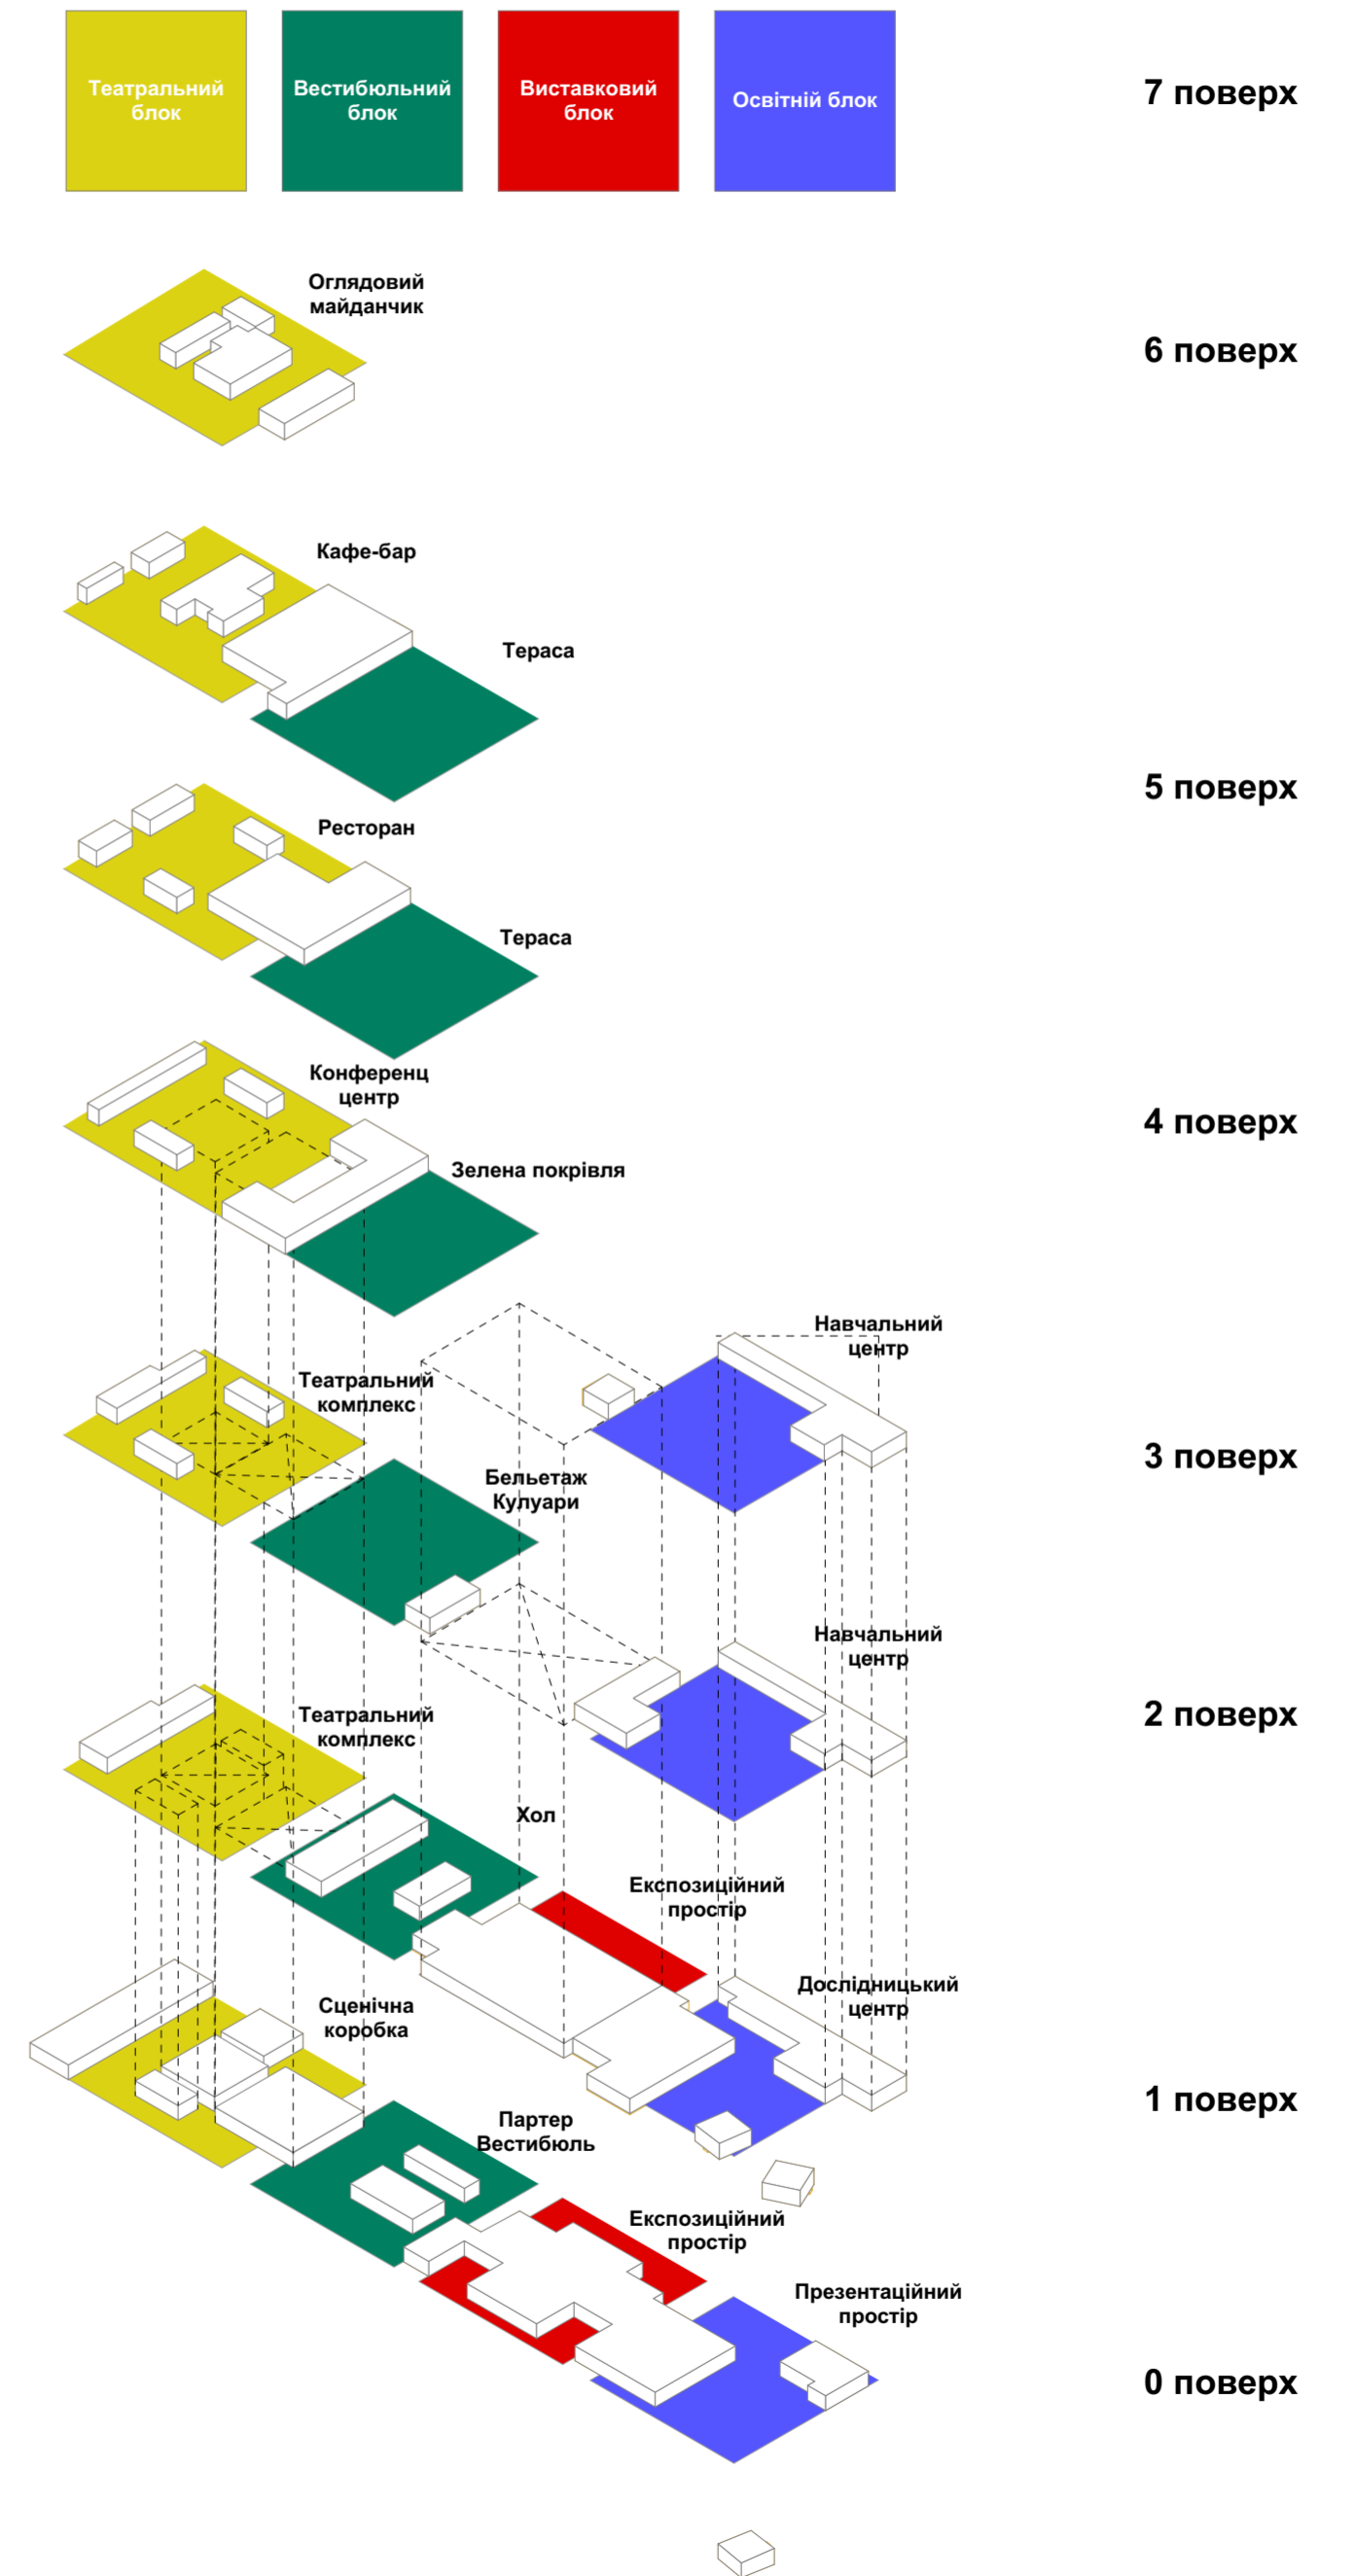 Театральний
блок
Вестибюльний
блок
Виставковий
блок
Освітній блок
7 поверх
Оглядовий
майданчик
6 поверх
Кафе-бар
Тераса
5 поверх
Ресторан
Тераса
Конференц
центр
4 поверх
Зелена покрівля
Навчальний
центр
Театральний
комплекс
3 поверх
Бельетаж
Кулуари
Навчальний
центр
Театральний
комплекс
2 поверх
Хол
Експозиційний
простір
Дослідницький
центр
Сценічна
коробка
1 поверх
Партер
Вестибюль
Експозиційний
простір
Презентаційний
простір
0 поверх